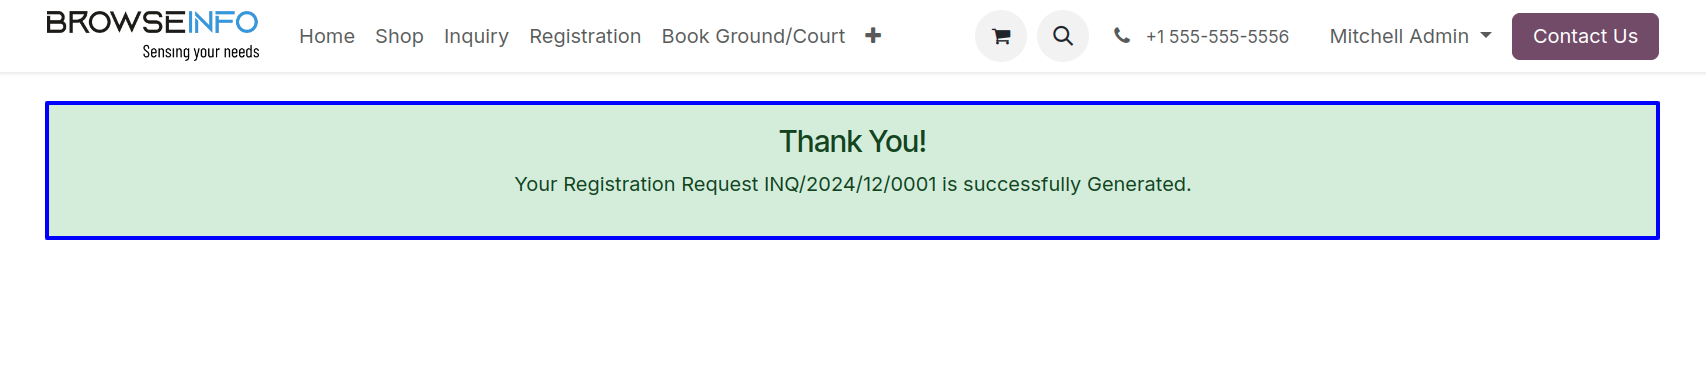 BROWSEINFO
Sensing your needs
Home Shop Inquiry Registration Book Ground/Court +1 555-555-5556 Mitchell Admin Contact Us
Thank You!
Your Registration Request INQ/2024/12/0001 is successfully Generated.